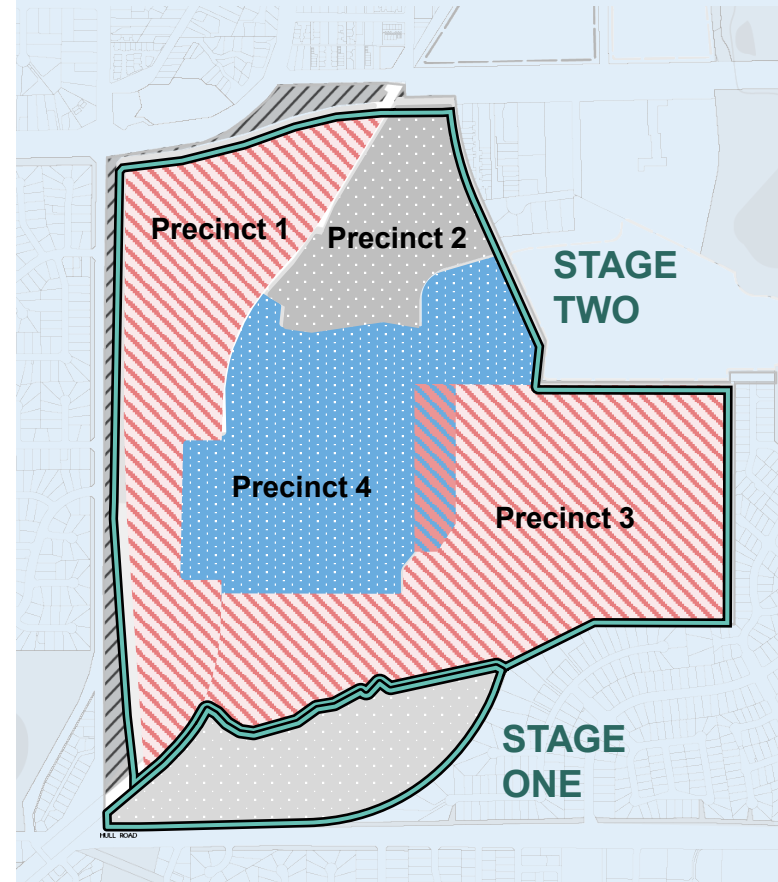 Precinct 1
Precinct 2
STAGE
TWO
Precinct 4
Precinct 3
STAGE
ONE
HULL ROAD